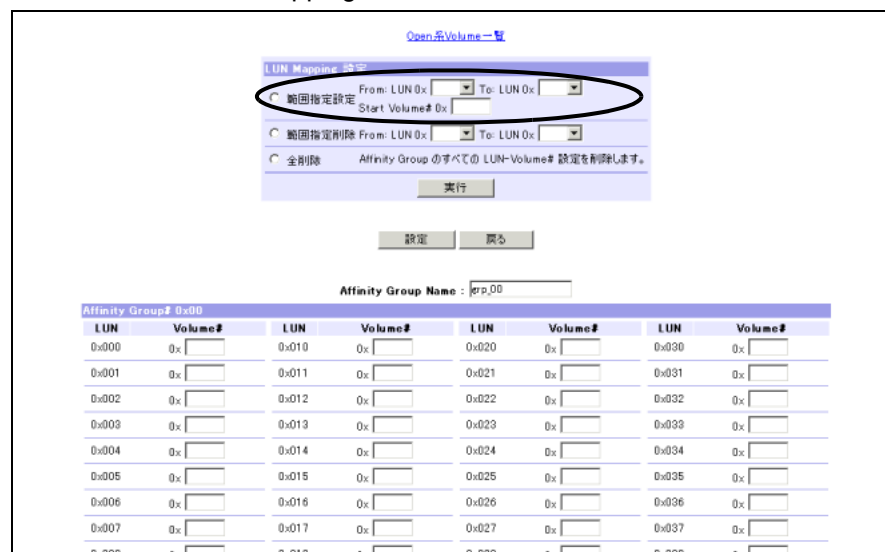 Open系Volume一覧
LUN Mapping 設定
範囲指定設定 From: LUN 0x To: LUN 0x
Start Volume# 0x
範囲指定削除 From: LUN 0x To: LUN 0x
全削除 Affinity Group のすべての LUN-Volume# 設定を削除します。
実行
設定 戻る
Affinity Group Name : grp_00
Affinity Group# 0x00
LUN Volume# LUN Volume# LUN Volume# LUN Volume#
0x000 0x 0x010 0x 0x020 0x 0x030 0x
0x001 0x 0x011 0x 0x021 0x 0x031 0x
0x002 0x 0x012 0x 0x022 0x 0x032 0x
0x003 0x 0x013 0x 0x023 0x 0x033 0x
0x004 0x 0x014 0x 0x024 0x 0x034 0x
0x005 0x 0x015 0x 0x025 0x 0x035 0x
0x006 0x 0x016 0x 0x026 0x 0x036 0x
0x007 0x 0x017 0x 0x027 0x 0x037 0x